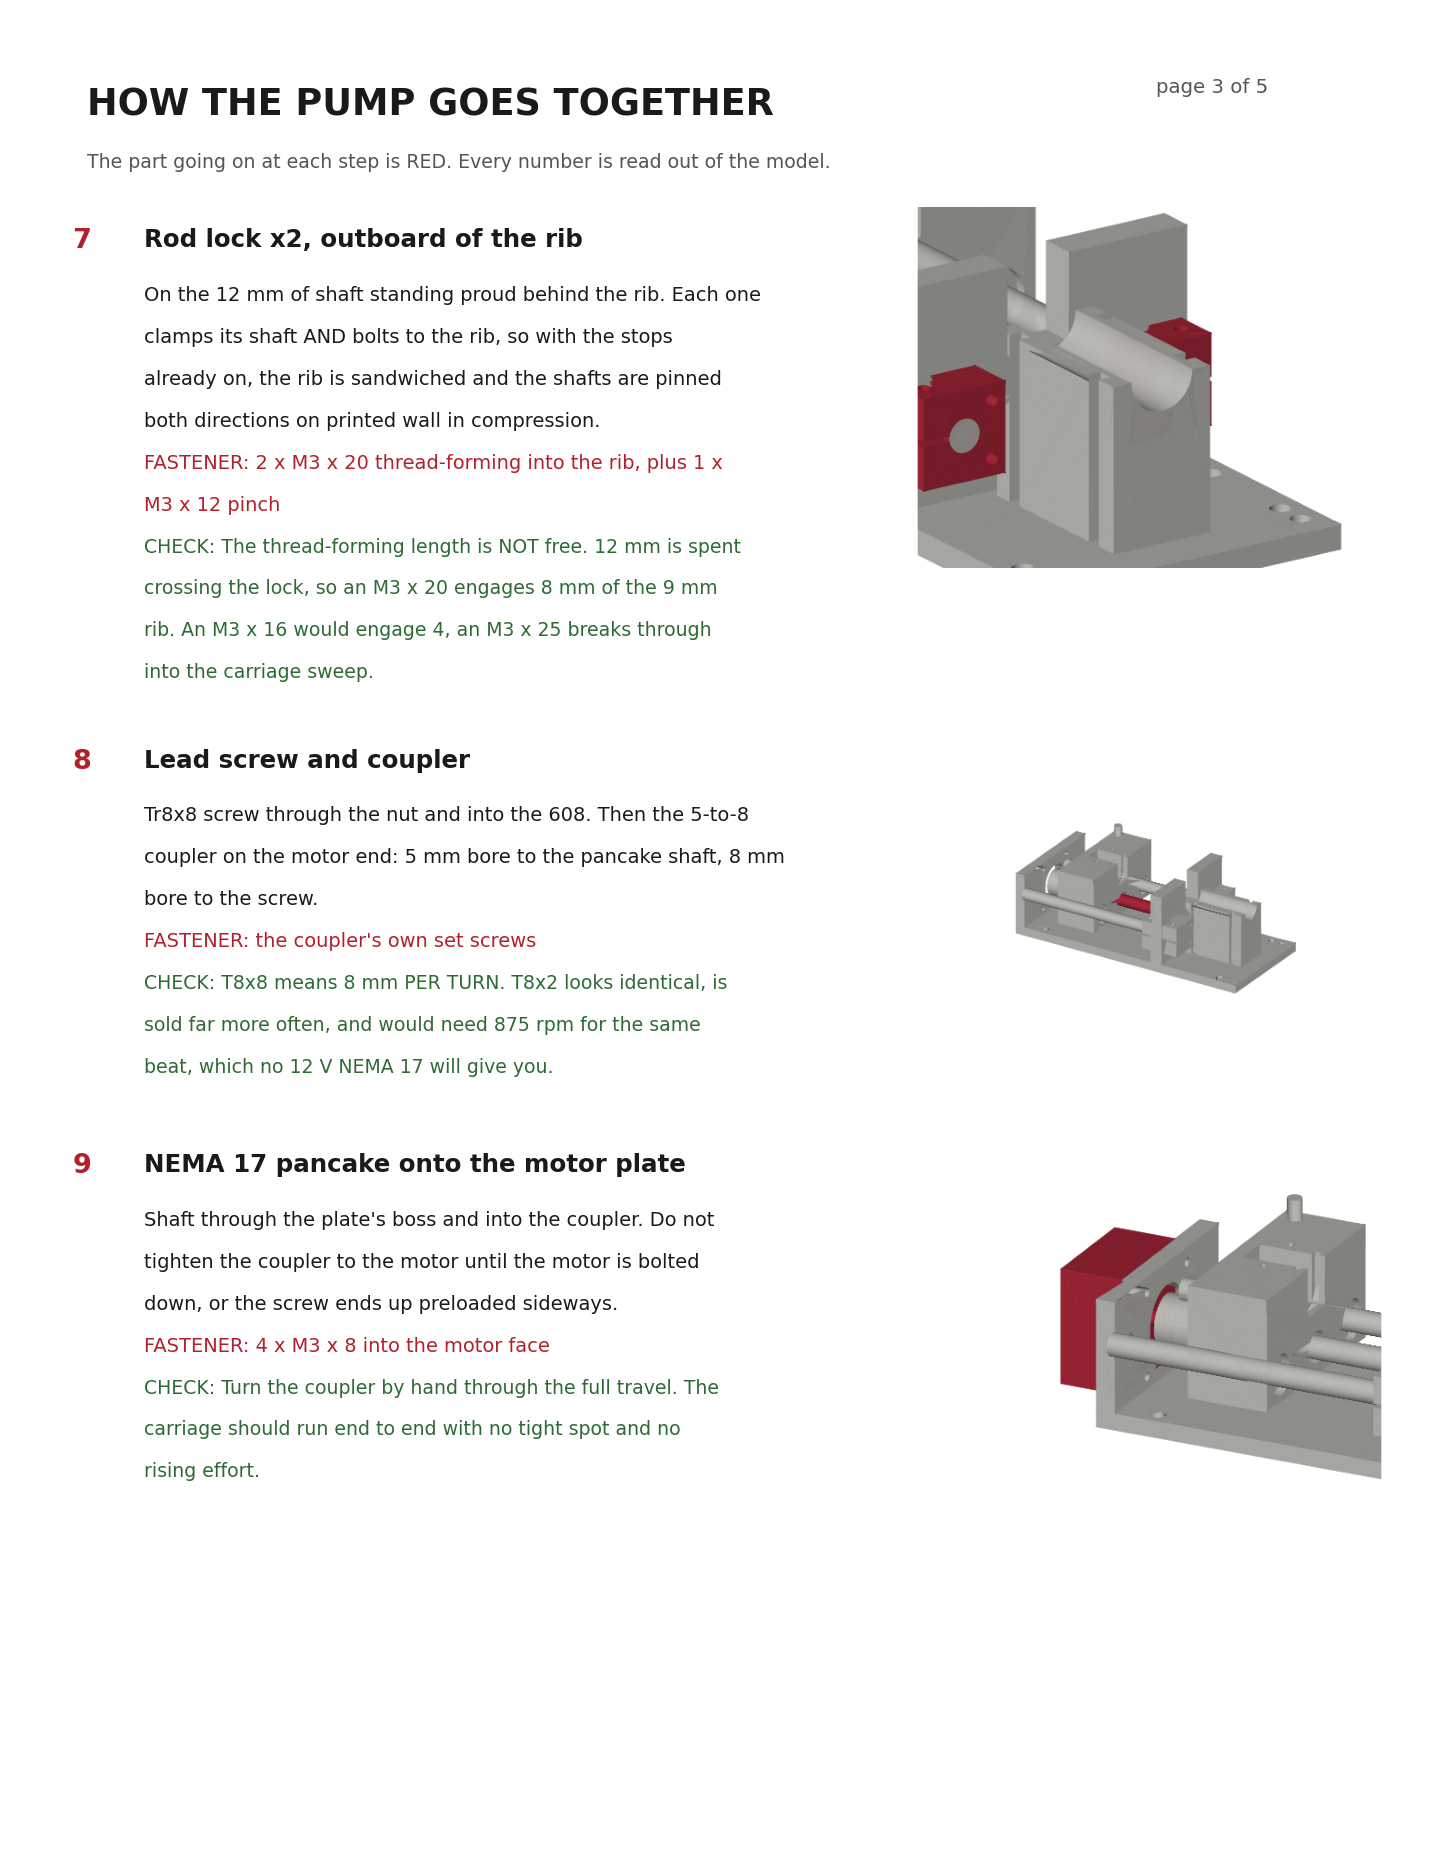 HOW THE PUMP GOES TOGETHER
page 3 of 5
The part going on at each step is RED. Every number is read out of the model.
7 Rod lock x2, outboard of the rib
On the 12 mm of shaft standing proud behind the rib. Each one
clamps its shaft AND bolts to the rib, so with the stops
already on, the rib is sandwiched and the shafts are pinned
both directions on printed wall in compression.
FASTENER: 2 x M3 x 20 thread-forming into the rib, plus 1 x
M3 x 12 pinch
CHECK: The thread-forming length is NOT free. 12 mm is spent
crossing the lock, so an M3 x 20 engages 8 mm of the 9 mm
rib. An M3 x 16 would engage 4, an M3 x 25 breaks through
into the carriage sweep.
8 Lead screw and coupler
Tr8x8 screw through the nut and into the 608. Then the 5-to-8
coupler on the motor end: 5 mm bore to the pancake shaft, 8 mm
bore to the screw.
FASTENER: the coupler's own set screws
CHECK: T8x8 means 8 mm PER TURN. T8x2 looks identical, is
sold far more often, and would need 875 rpm for the same
beat, which no 12 V NEMA 17 will give you.
9 NEMA 17 pancake onto the motor plate
Shaft through the plate's boss and into the coupler. Do not
tighten the coupler to the motor until the motor is bolted
down, or the screw ends up preloaded sideways.
FASTENER: 4 x M3 x 8 into the motor face
CHECK: Turn the coupler by hand through the full travel. The
carriage should run end to end with no tight spot and no
rising effort.